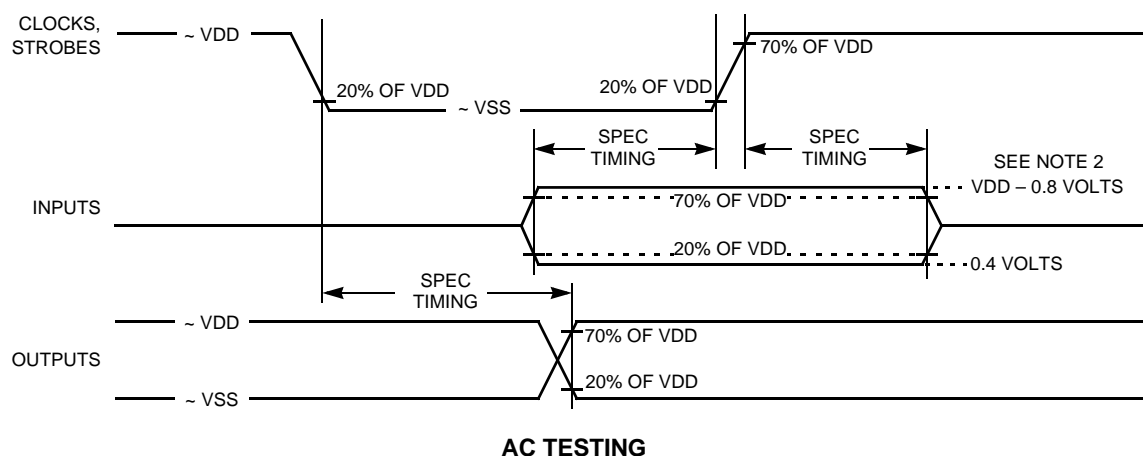 CLOCKS,
STROBES
~ VDD
20% OF VDD
~ VSS
20% OF VDD
70% OF VDD
SPEC
TIMING
SPEC
TIMING
SEE NOTE 2
VDD – 0.8 VOLTS
INPUTS
70% OF VDD
20% OF VDD
0.4 VOLTS
SPEC
TIMING
OUTPUTS
~ VDD
70% OF VDD
20% OF VDD
~ VSS
AC TESTING